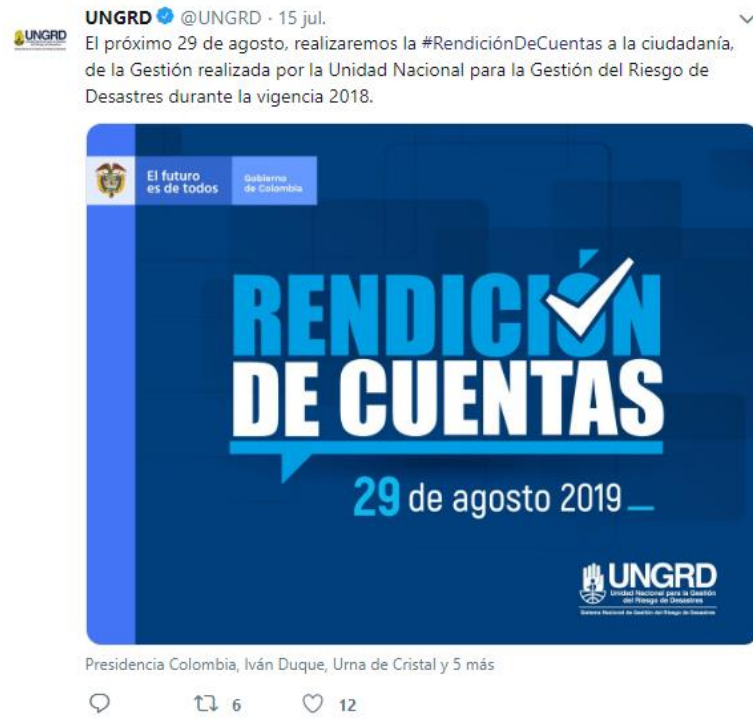 UNGRD @UNGRD · 15 jul.
UNGRD
El próximo 29 de agosto, realizaremos la #RendiciónDeCuentas a la ciudadanía,
de la Gestión realizada por la Unidad Nacional para la Gestión del Riesgo de
Desastres durante la vigencia 2018.
El futuro
es de todos
Gobierno
de Colombia
RENDICIÓN
DE CUENTAS
29 de agosto 2019
UNGRD
Unidad Nacional para la Gestión
del Riesgo de Desastres
Sistema Nacional de Gestión del Riesgo de Desastres
Presidencia Colombia, Iván Duque, Urna de Cristal y 5 más
6
12